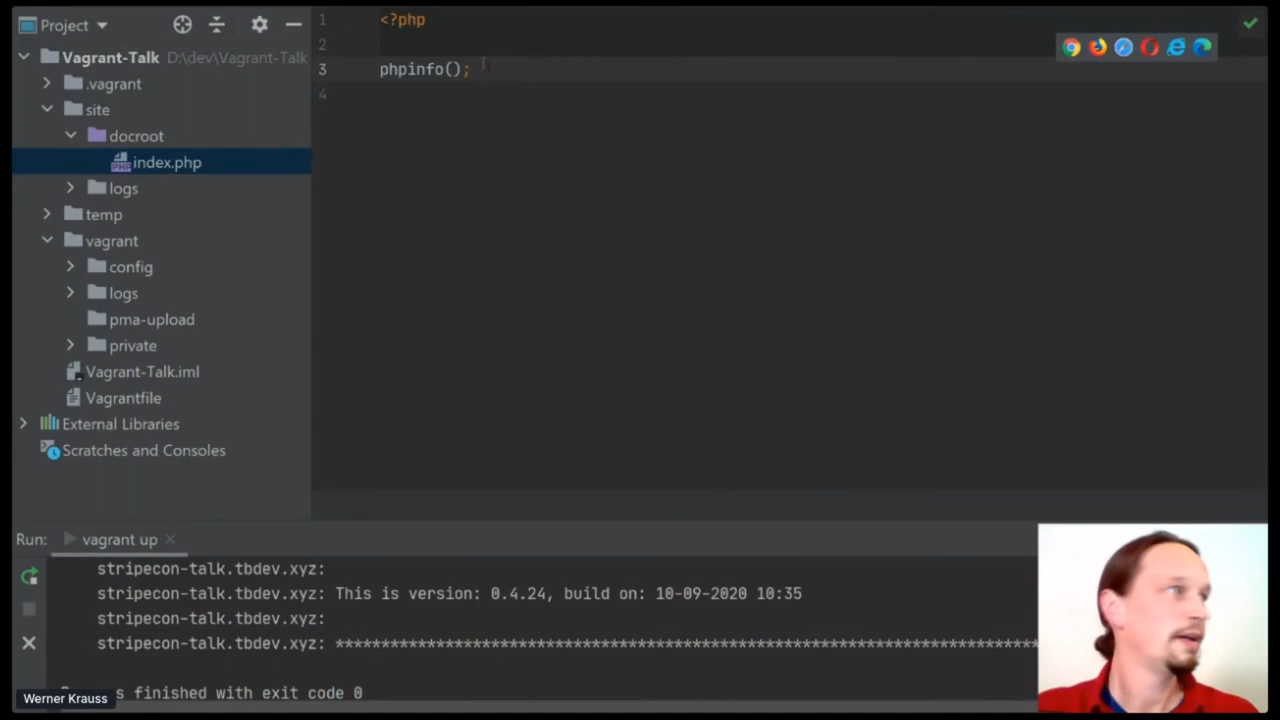 Project
Vagrant-Talk D:\dev\Vagrant-Talk
.vagrant
site
docroot
index.php
logs
temp
vagrant
config
logs
pma-upload
private
Vagrant-Talk.iml
Vagrantfile
External Libraries
Scratches and Consoles
1 <?php
2
3 phpinfo();
4
Run: vagrant up
stripecon-talk.tbdev.xyz:
stripecon-talk.tbdev.xyz: This is version: 0.4.24, build on: 10-09-2020 10:35
stripecon-talk.tbdev.xyz:
stripecon-talk.tbdev.xyz: **********************************************************************
s finished with exit code 0
Werner Krauss